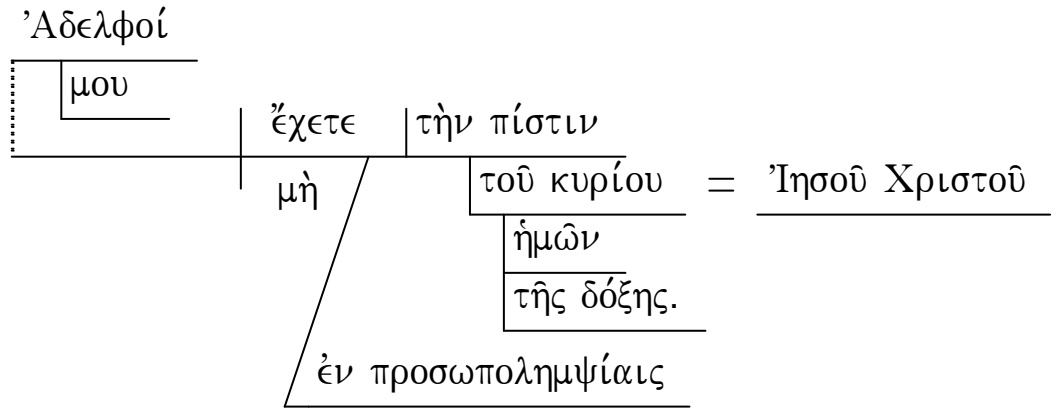 Ἀδελφοί
μου
ἔχετε τὴν πίστιν
μὴ τοῦ κυρίου = Ἰησοῦ Χριστοῦ
ἡμῶν
τῆς δόξης.
ἐν προσωπολημψίαις